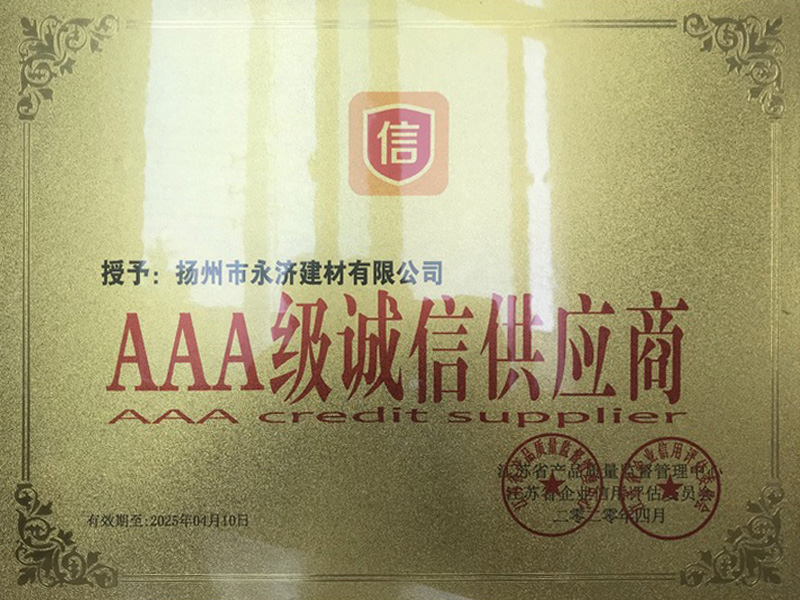 信
授予：扬州市永济建材有限公司
AAA级诚信供应商
AAA credit supplier
江苏省产品质量监督管理中心
江苏省企业信用评估委员会
二零二零年四月
有效期至:2025年04月10日